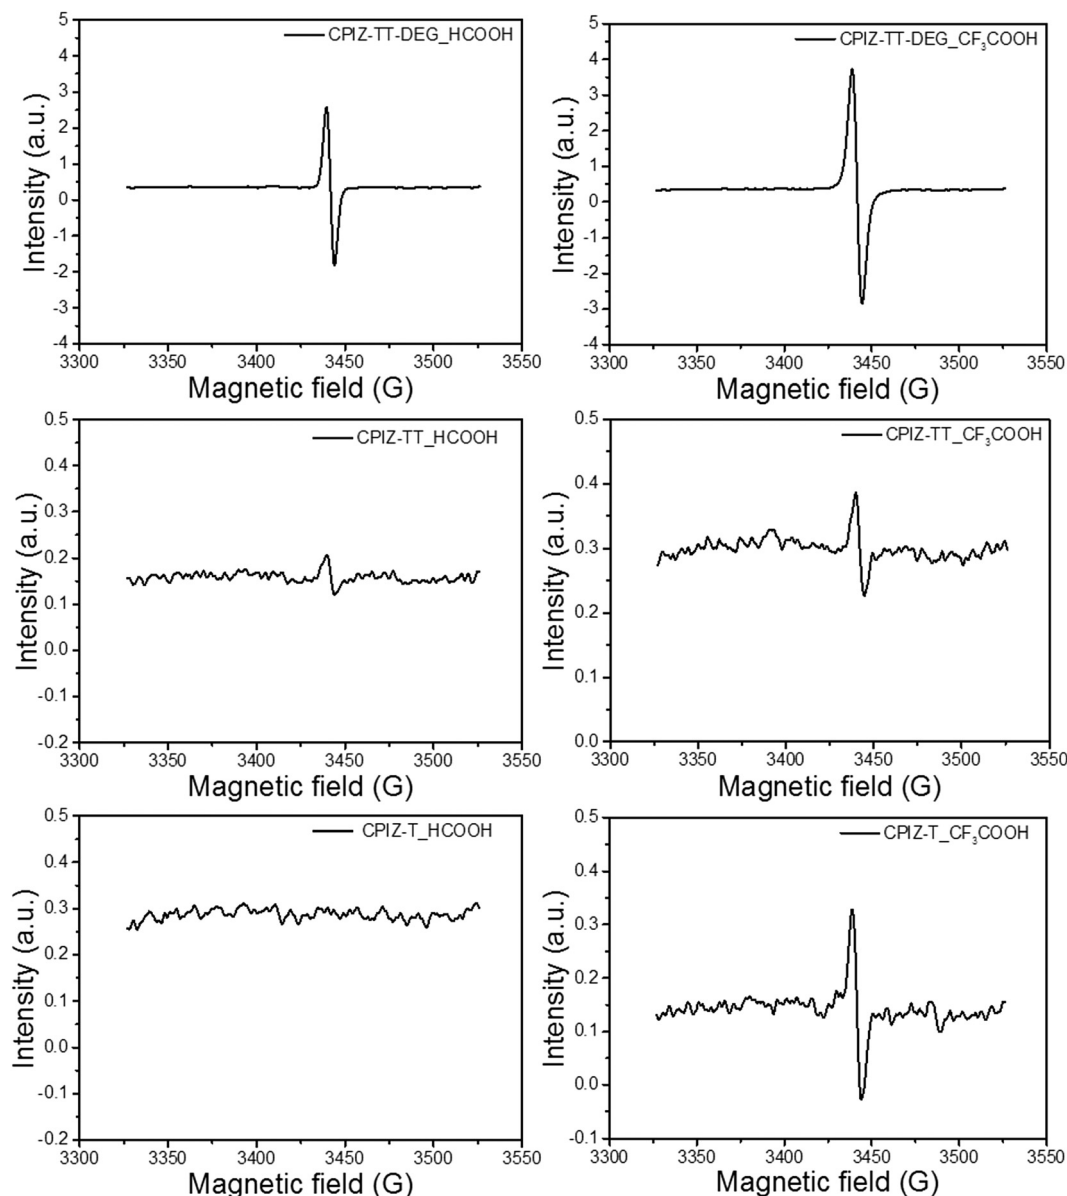 CPIZ-TT-DEG_HCOOH
Intensity (a.u.)
5
4
3
2
1
0
-1
-2
-3
-4
3300 3350 3400 3450 3500 3550
Magnetic field (G)
CPIZ-TT-DEG_CF₃COOH
Intensity (a.u.)
5
4
3
2
1
0
-1
-2
-3
-4
3300 3350 3400 3450 3500 3550
Magnetic field (G)
CPIZ-TT_HCOOH
Intensity (a.u.)
0.5
0.4
0.3
0.2
0.1
0.0
-0.1
-0.2
3300 3350 3400 3450 3500 3550
Magnetic field (G)
CPIZ-TT_CF₃COOH
Intensity (a.u.)
0.5
0.4
0.3
0.2
0.1
0.0
3300 3350 3400 3450 3500 3550
Magnetic field (G)
CPIZ-T_HCOOH
Intensity (a.u.)
0.5
0.4
0.3
0.2
0.1
0.0
-0.1
-0.2
3300 3350 3400 3450 3500 3550
Magnetic field (G)
CPIZ-T_CF₃COOH
Intensity (a.u.)
0.5
0.4
0.3
0.2
0.1
0.0
-0.1
3300 3350 3400 3450 3500 3550
Magnetic field (G)